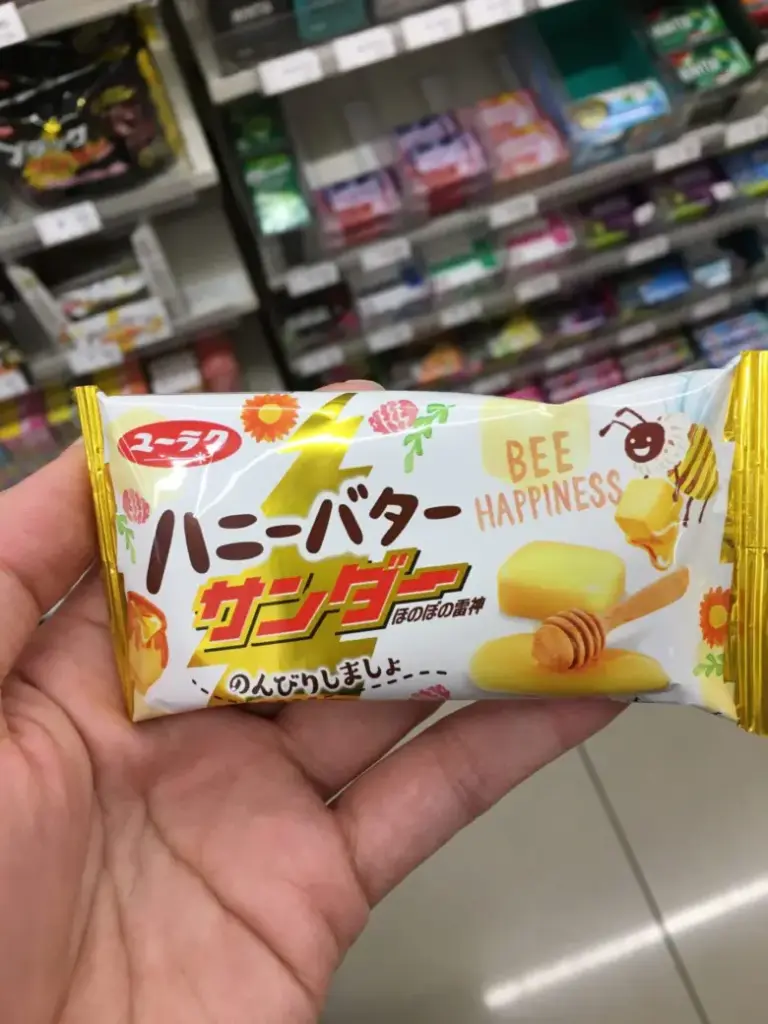 ユーラク
ハニーバター
サンダー
ほのぼの雷神
のんびりしましょ
BEE
HAPPINESS